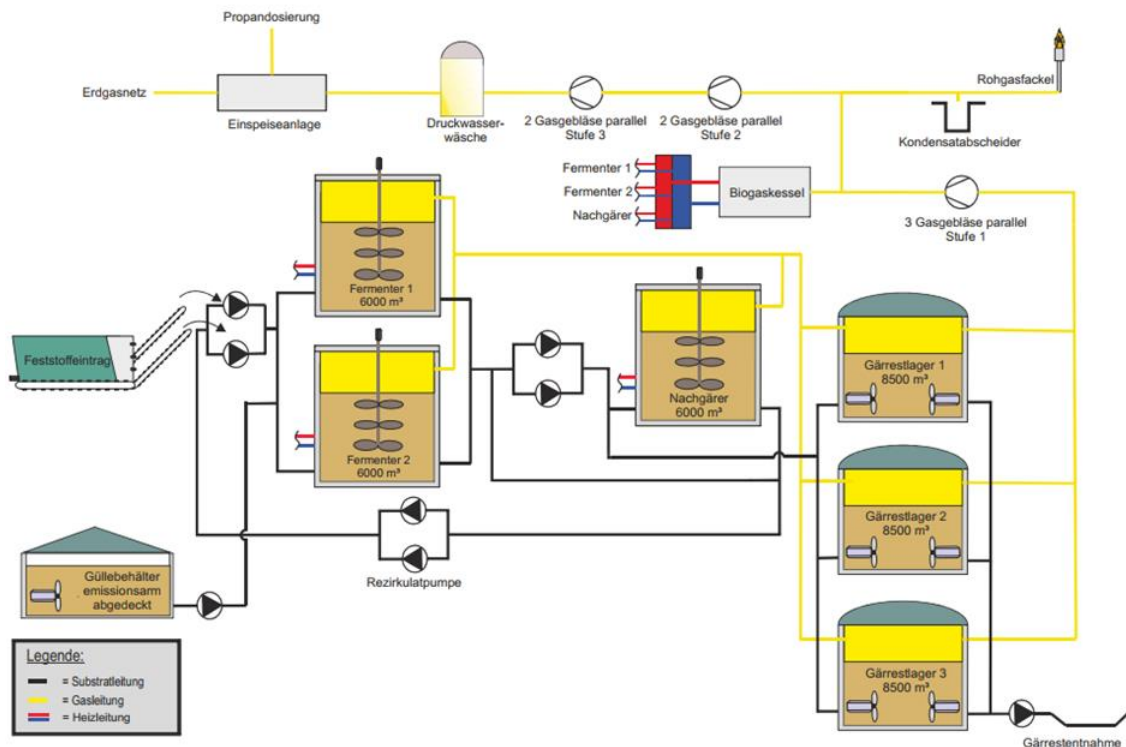 Propandosierung
Erdgasnetz
Einspeiseanlage
Druckwasser-
wäsche
2 Gasgebläse parallel
Stufe 3
2 Gasgebläse parallel
Stufe 2
Rohgasfackel
Kondensatabscheider
Fermenter 1
Fermenter 2
Nachgärer
Biogaskessel
3 Gasgebläse parallel
Stufe 1
Fermenter 1
6000 m³
Feststoffeintrag
Fermenter 2
6000 m³
Nachgärer
6000 m³
Gärrestlager 1
8500 m³
Gärrestlager 2
8500 m³
Gärrestlager 3
8500 m³
Rezirkulatpumpe
Güllebehälter
emissionsarm
abgedeckt
Legende:
= Substratleitung
= Gasleitung
= Heizleitung
Gärrestentnahme